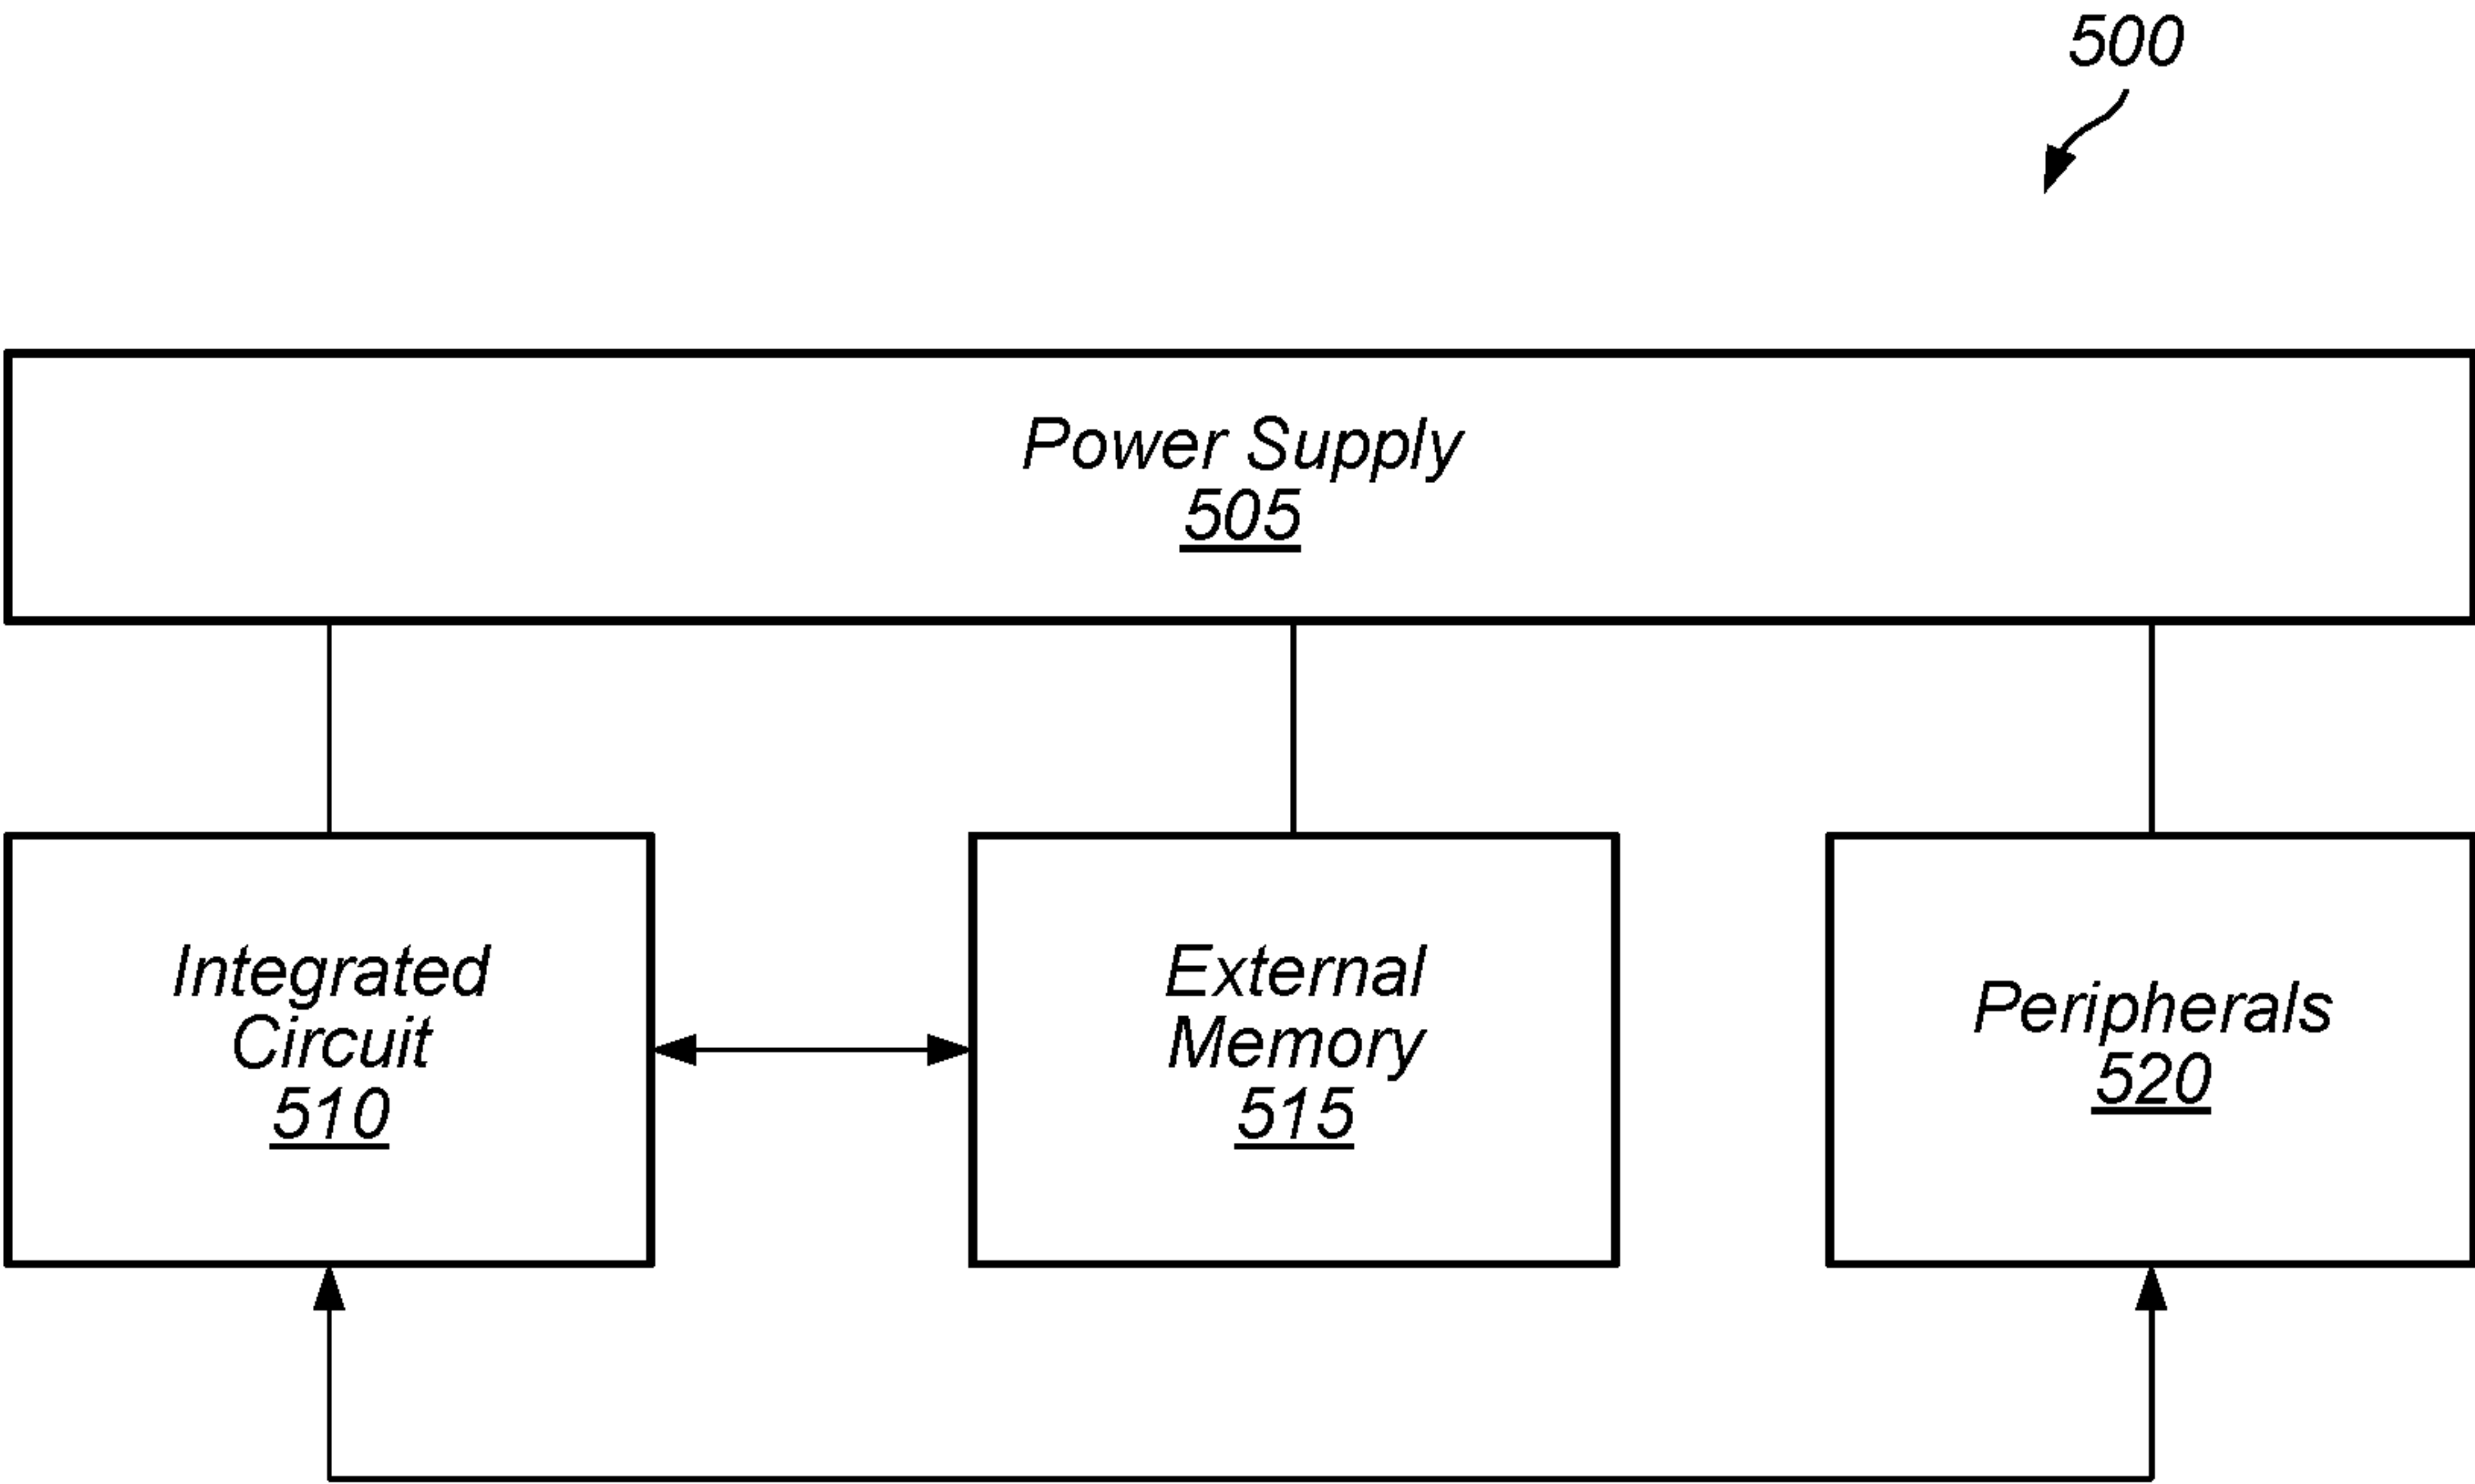 500
Power Supply
505
Integrated
Circuit
510
External
Memory
515
Peripherals
520